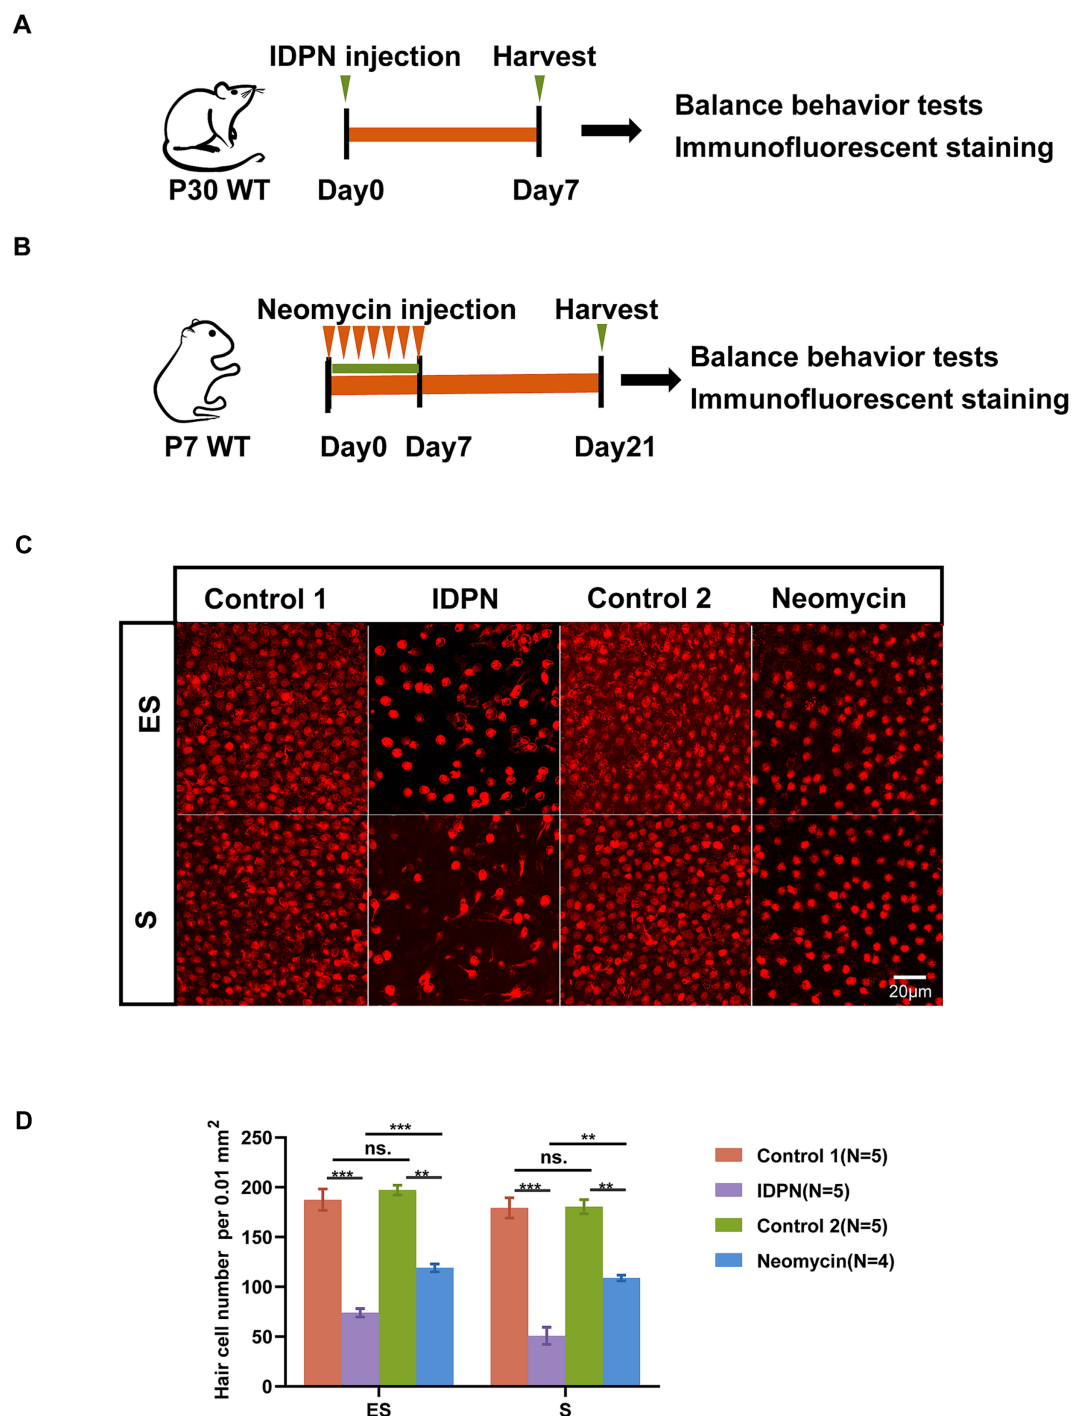 A
IDPN injection Harvest
Balance behavior tests
Immunofluorescent staining
P30 WT Day0 Day7
B
Neomycin injection Harvest
Balance behavior tests
Immunofluorescent staining
P7 WT Day0 Day7 Day21
C
Control 1 IDPN Control 2 Neomycin
ES
S
20μm
D
Hair cell number per 0.01 mm²
250
200
150
100
50
0
*** ns. *** **
** ns. *** **
ES S
Control 1(N=5)
IDPN(N=5)
Control 2(N=5)
Neomycin(N=4)